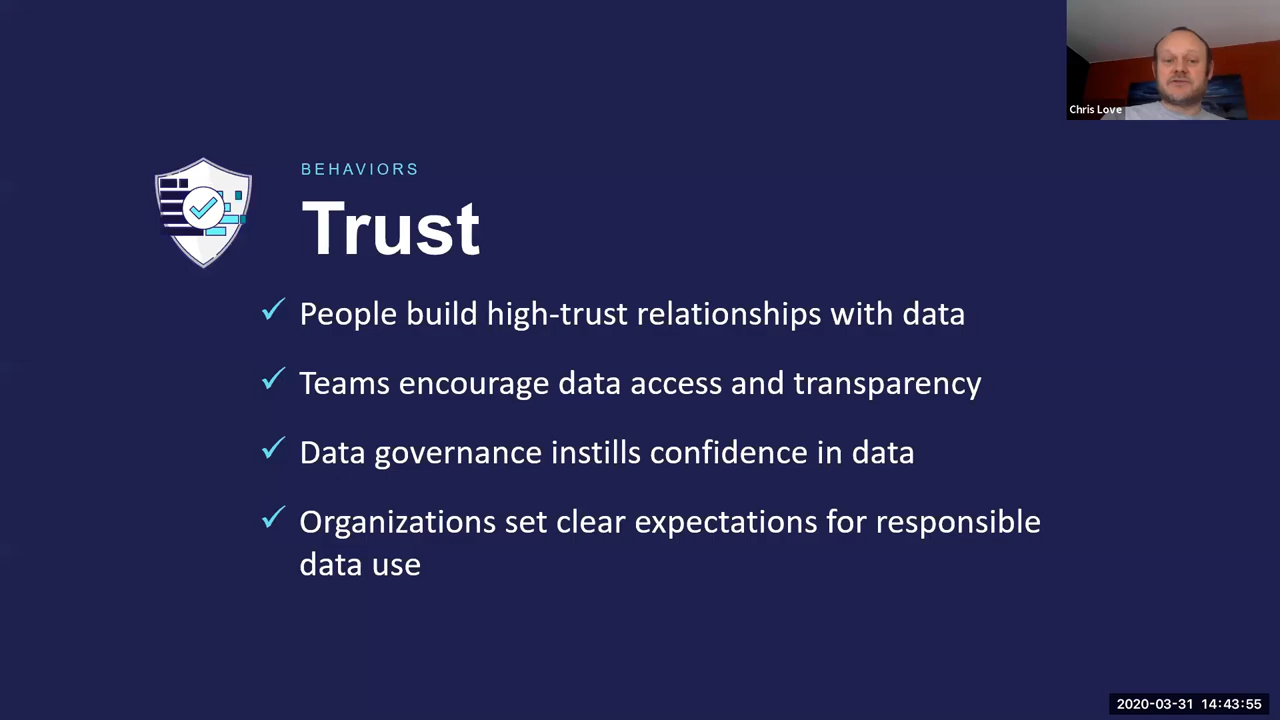 Chris Love
BEHAVIORS
Trust
✓ People build high-trust relationships with data
✓ Teams encourage data access and transparency
✓ Data governance instills confidence in data
✓ Organizations set clear expectations for responsible
data use
2020-03-31 14:43:55